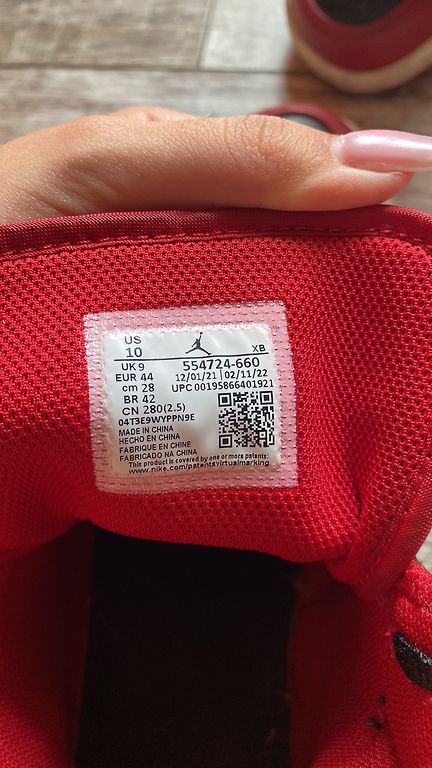 US
10 XB
UK 9 554724-660
EUR 44 12/01/21 | 02/11/22
cm 28 UPC 00195866401921
BR 42
CN 280(2.5)
04T3E9WYPPN9E
MADE IN CHINA
HECHO EN CHINA
FABRIQUE EN CHINE
FABRICADO NA CHINA
This product is covered by one or more patents:
www.nike.com/patentsvirtualmarking